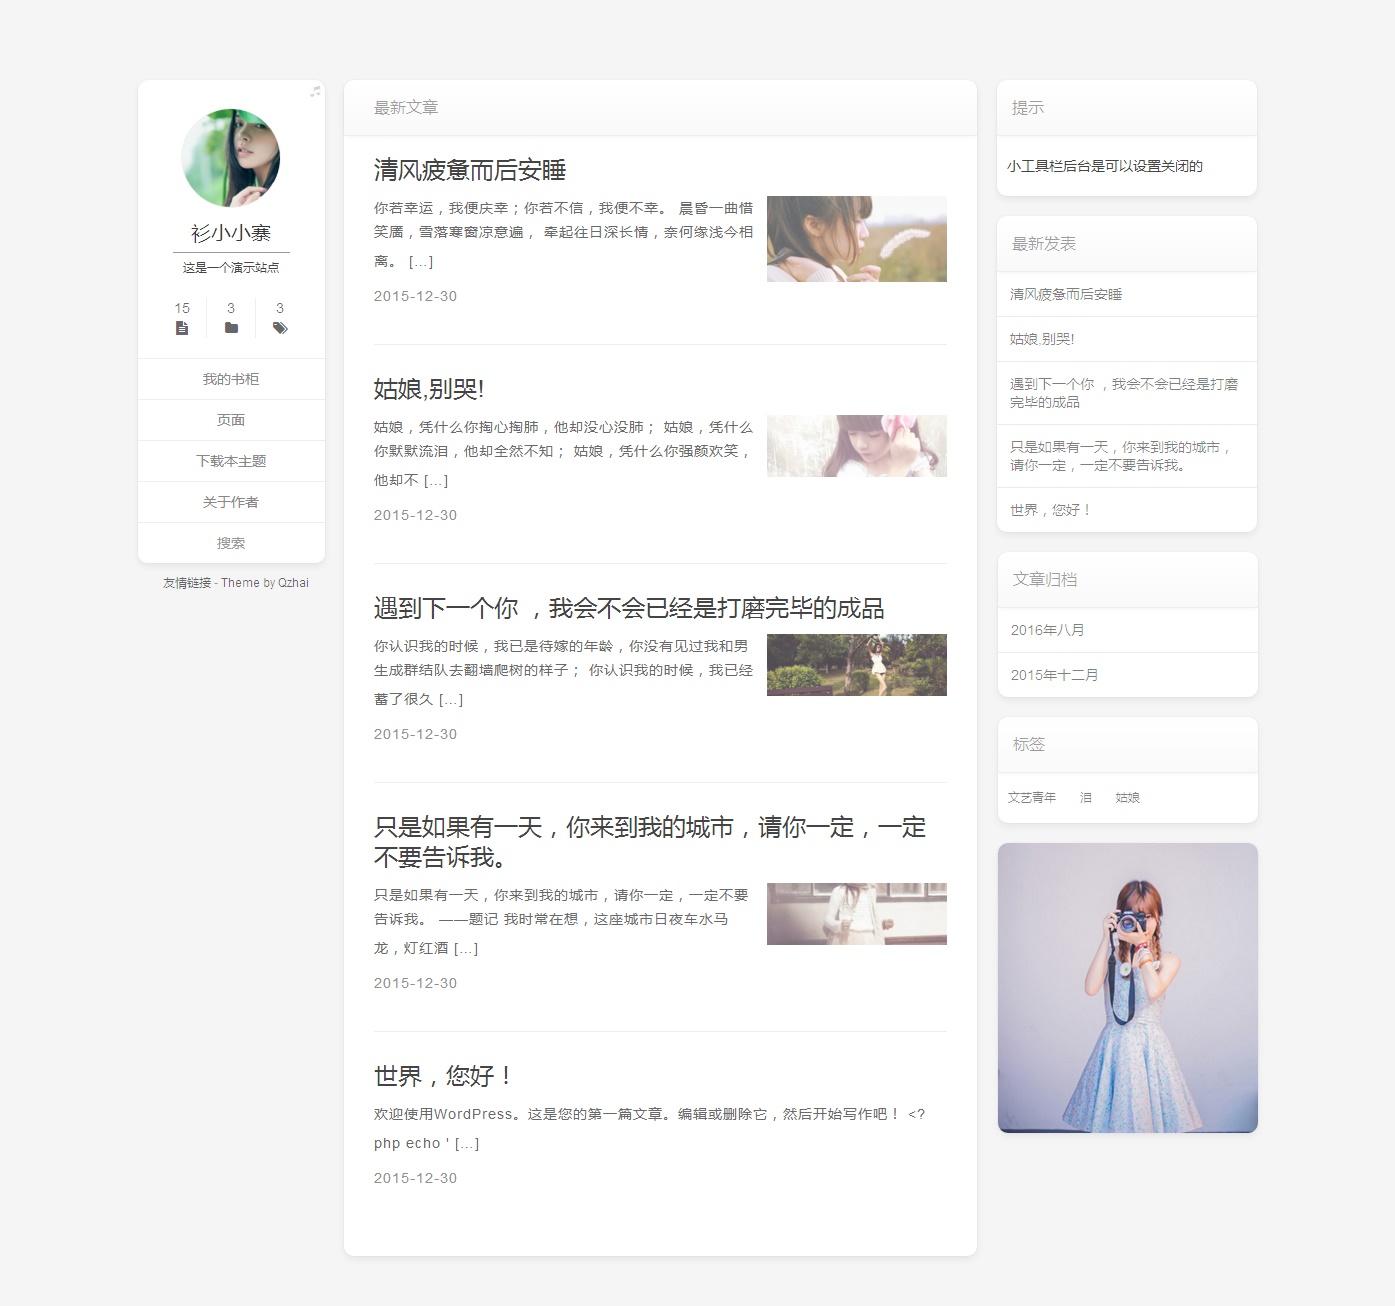 衫小小寨
这是一个演示站点
15
3
3
我的书柜
页面
下载本主题
关于作者
搜索
友情链接 - Theme by Qzhai
最新文章
清风疲惫而后安睡
你若幸运，我便庆幸；你若不信，我便不幸。 晨昏一曲惜
笑靥，雪落寒窗凉意遍， 牵起往日深长情，奈何缘浅今相
离。 [...]
2015-12-30
姑娘,别哭!
姑娘，凭什么你掏心掏肺，他却没心没肺； 姑娘，凭什么
你默默流泪，他却全然不知； 姑娘，凭什么你强颜欢笑，
他却不 [...]
2015-12-30
遇到下一个你 ，我会不会已经是打磨完毕的成品
你认识我的时候，我已是待嫁的年龄，你没有见过我和男
生成群结队去翻墙爬树的样子； 你认识我的时候，我已经
蓄了很久 [...]
2015-12-30
只是如果有一天，你来到我的城市，请你一定，一定
不要告诉我。
只是如果有一天，你来到我的城市，请你一定，一定不要
告诉我。 ——题记 我时常在想，这座城市日夜车水马
龙，灯红酒 [...]
2015-12-30
世界，您好！
欢迎使用WordPress。这是您的第一篇文章。编辑或删除它，然后开始写作吧！ <?
php echo ' [...]
2015-12-30
提示
小工具栏后台是可以设置关闭的
最新发表
清风疲惫而后安睡
姑娘,别哭!
遇到下一个你 ，我会不会已经是打磨
完毕的成品
只是如果有一天，你来到我的城市，
请你一定，一定不要告诉我。
世界，您好！
文章归档
2016年八月
2015年十二月
标签
文艺青年 泪 姑娘